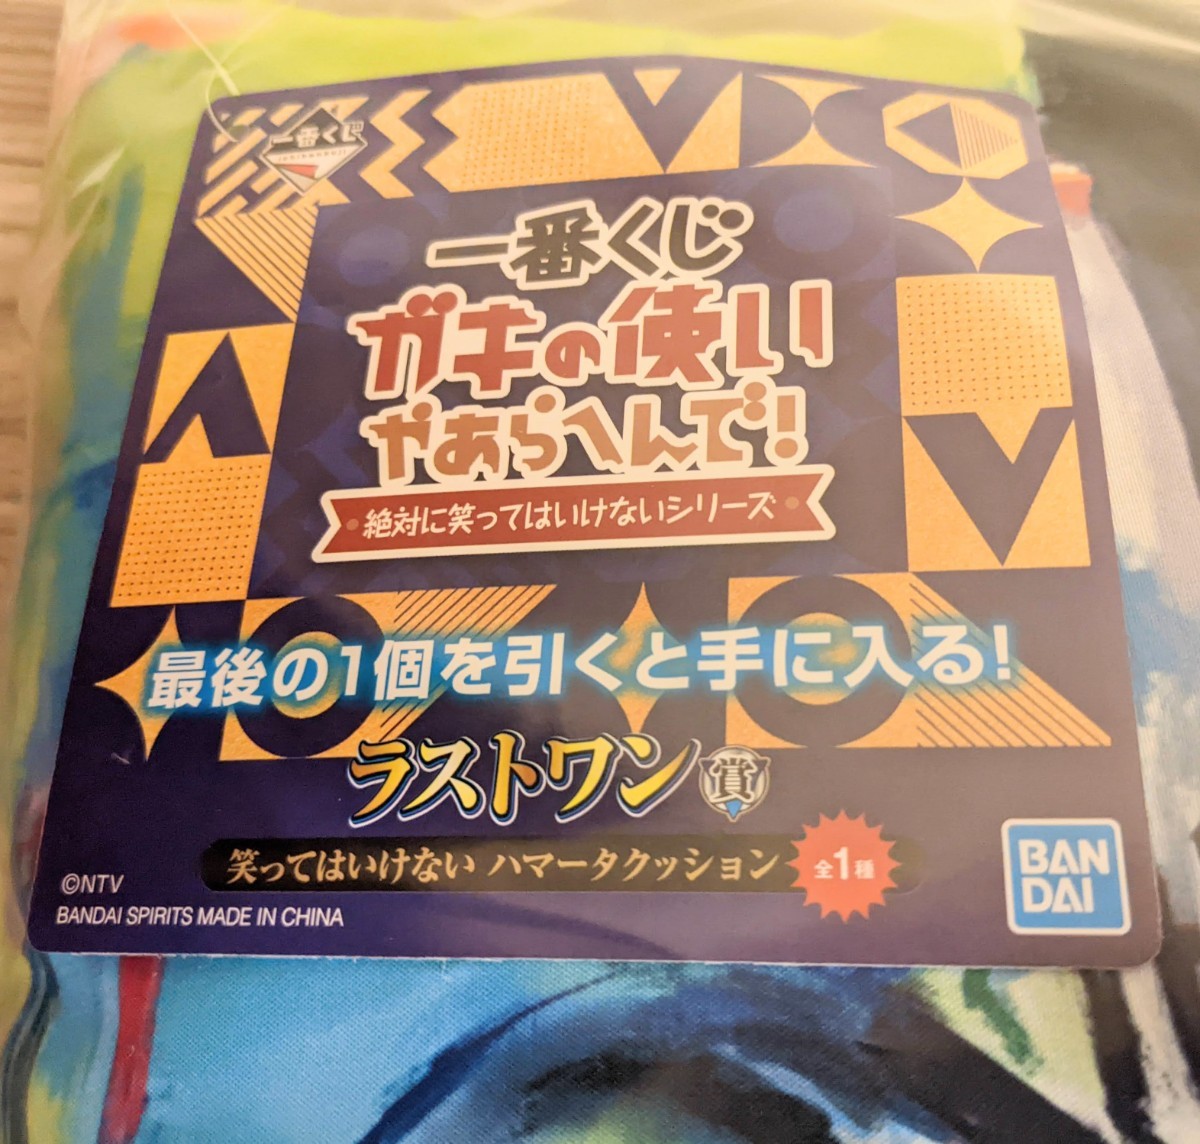 一番くじ
ichibankuji
一番くじ
ガキの使い
やあらへんで!
絶対に笑ってはいけないシリーズ
最後の1個を引くと手に入る!
ラストワン賞
笑ってはいけない ハマータクッション
全1種
©NTV
BANDAI SPIRITS MADE IN CHINA
BAN
DAI